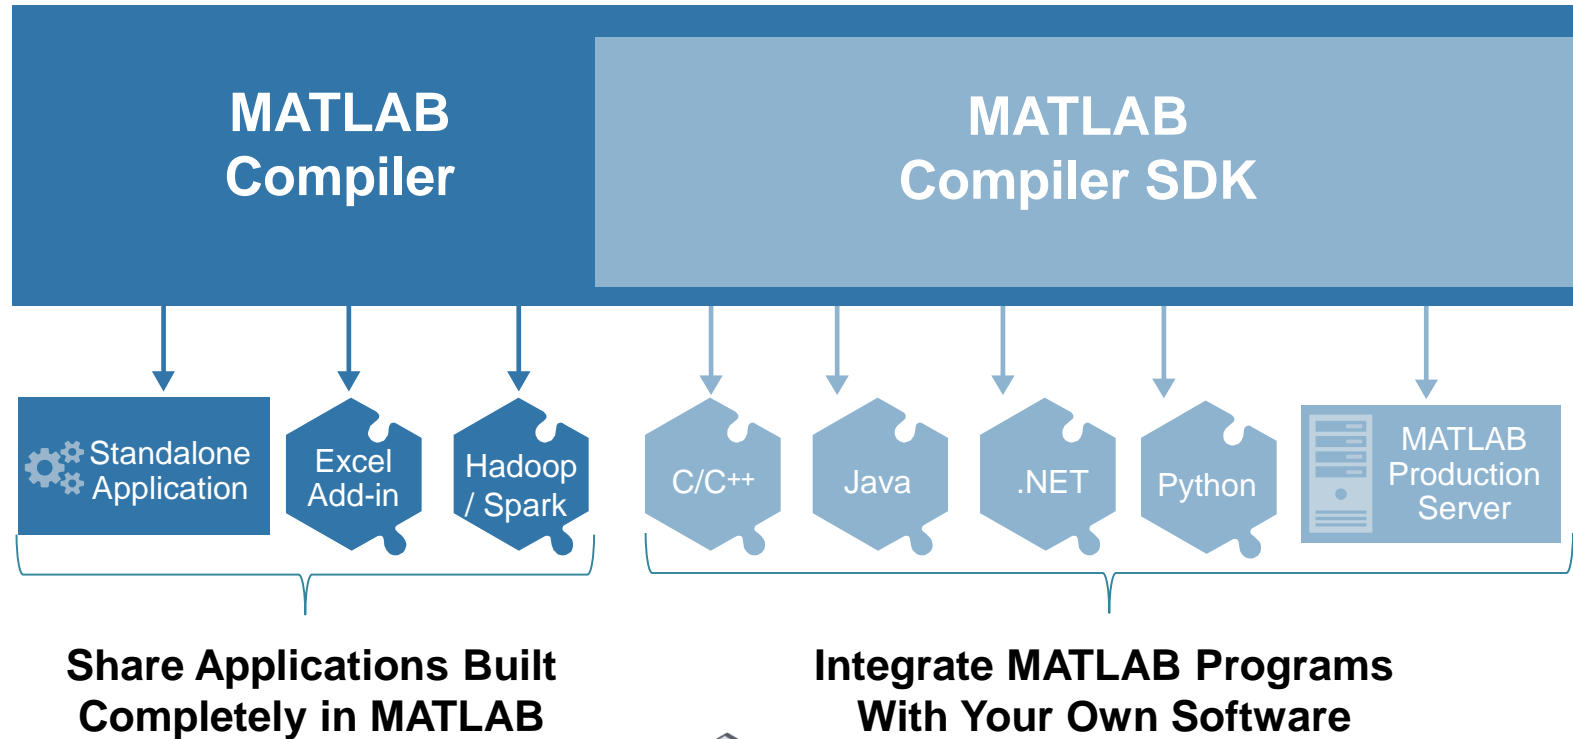 MATLAB
Compiler
MATLAB
Compiler SDK
Standalone
Application
Excel
Add-in
Hadoop
/ Spark
C/C++
Java
.NET
Python
MATLAB
Production
Server
Share Applications Built
Completely in MATLAB
Integrate MATLAB Programs
With Your Own Software